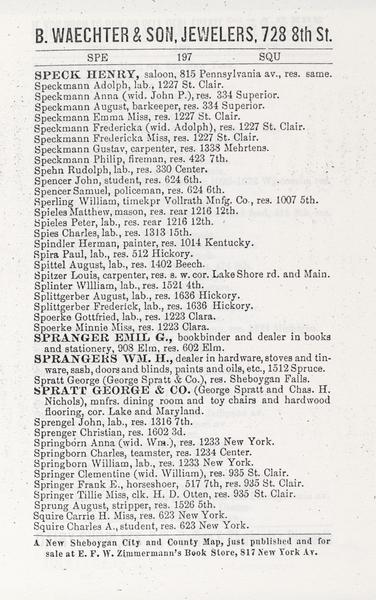 B. WAECHTER & SON, JEWELERS, 728 8th St.
SPE 197 SQU
SPECK HENRY, saloon, 815 Pennsylvania av., res. same.
Speckmann Adolph, lab., 1227 St. Clair.
Speckmann Anna (wid. John P.), res. 334 Superior.
Speckmann August, barkeeper, res. 334 Superior.
Speckmann Emma Miss, res. 1227 St. Clair.
Speckmann Fredericka (wid. Adolph), res. 1227 St. Clair.
Speckmann Fredericka Miss, res. 1227 St. Clair.
Speckmann Gustav, carpenter, res. 1338 Mehrtens.
Speckmann Philip, fireman, res. 423 7th.
Spehn Rudolph, lab., res. 330 Center.
Spencer John, student, res. 624 6th.
Spencer Samuel, policeman, res. 624 6th.
Sperling William, timekpr Vollrath Mnfg. Co., res. 1007 5th.
Spieles Matthew, mason, res. rear 1216 12th.
Spieles Peter, lab., res. rear 1216 12th.
Spies Charles, lab., res. 1313 15th.
Spindler Herman, painter, res. 1014 Kentucky.
Spira Paul, lab., res. 512 Hickory.
Spittel August, lab., res. 1402 Beech.
Spitzer Louis, carpenter, res. s. w. cor. Lake Shore rd. and Main.
Splinter William, lab., res. 1521 4th.
Splittgerber August, lab., res. 1636 Hickory.
Splittgerber Frederick, lab., res. 1636 Hickory.
Spoerke Gottfried, lab., res. 1223 Clara.
Spoerke Minnie Miss, res. 1223 Clara.
SPRANGER EMIL G., bookbinder and dealer in books
and stationery, 908 Elm, res. 602 Elm.
SPRANGERS WM. H., dealer in hardware, stoves and tin-
ware, sash, doors and blinds, paints and oils, etc., 1512 Spruce.
Spratt George (George Spratt & Co.), res. Sheboygan Falls.
SPRATT GEORGE & CO. (George Spratt and Chas. H.
Nichols), mnfrs. dining room and toy chairs and hardwood
flooring, cor. Lake and Maryland.
Sprengel John, lab., res. 1316 7th.
Sprenger Christian, res. 1602 3d.
Springborn Anna (wid. Wm.), res. 1233 New York.
Springborn Charles, teamster, res. 1234 Center.
Springborn William, lab., res. 1233 New York.
Springer Clementine (wid. William), res. 935 St. Clair.
Springer Frank E., horseshoer, 517 7th, res. 935 St. Clair.
Springer Tillie Miss, clk. H. D. Otten, res. 935 St. Clair.
Sprung August, stripper, res. 1526 5th.
Squire Carrie H. Miss, res. 623 New York.
Squire Charles A., student, res. 623 New York.
A New Sheboygan City and County Map, just published and for
sale at E. F. W. Zimmermann's Book Store, 817 New York Av.